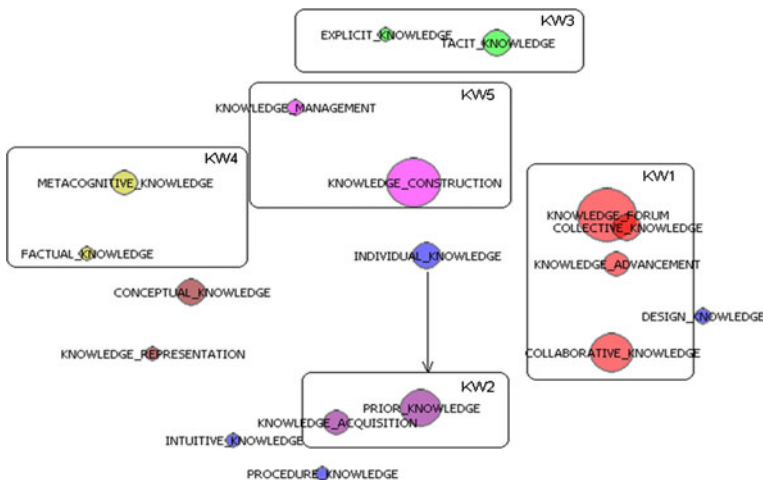 KW3
EXPLICIT_KNOWLEDGE
TACIT_KNOWLEDGE
KW5
KNOWLEDGE_MANAGEMENT
KNOWLEDGE_CONSTRUCTION
KW4
METACOGNITIVE_KNOWLEDGE
FACTUAL_KNOWLEDGE
KW1
KNOWLEDGE_FORUM
COLLECTIVE_KNOWLEDGE
KNOWLEDGE_ADVANCEMENT
COLLABORATIVE_KNOWLEDGE
DESIGN_KNOWLEDGE
INDIVIDUAL_KNOWLEDGE
CONCEPTUAL_KNOWLEDGE
KNOWLEDGE_REPRESENTATION
KW2
PRIOR_KNOWLEDGE
KNOWLEDGE_ACQUISITION
INTUITIVE_KNOWLEDGE
PROCEDURE_KNOWLEDGE